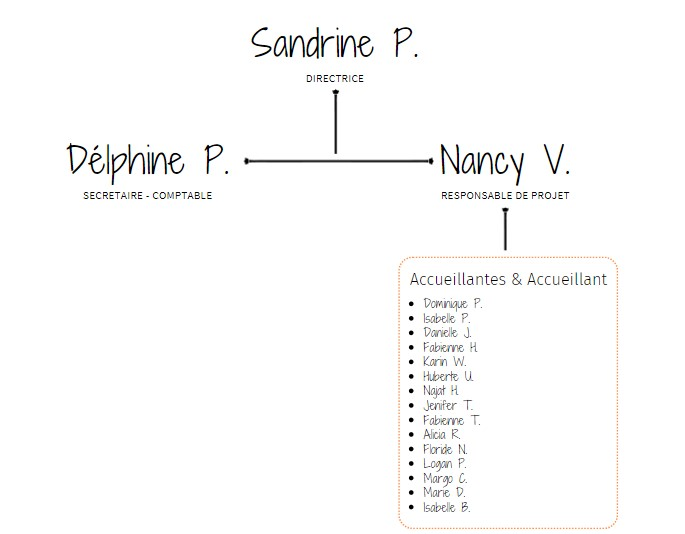 Sandrine P.
DIRECTRICE
Délphine P.
Nancy V.
SECRETAIRE - COMPTABLE
RESPONSABLE DE PROJET
Accueillantes & Accueillant
• Dominique P.
• Isabelle P.
• Danielle J.
• Fabienne H.
• Karin W.
• Huberte U.
• Najat H.
• Jenifer T.
• Fabienne T.
• Alicia R.
• Floride N.
• Logan P.
• Margo C.
• Marie D.
• Isabelle B.